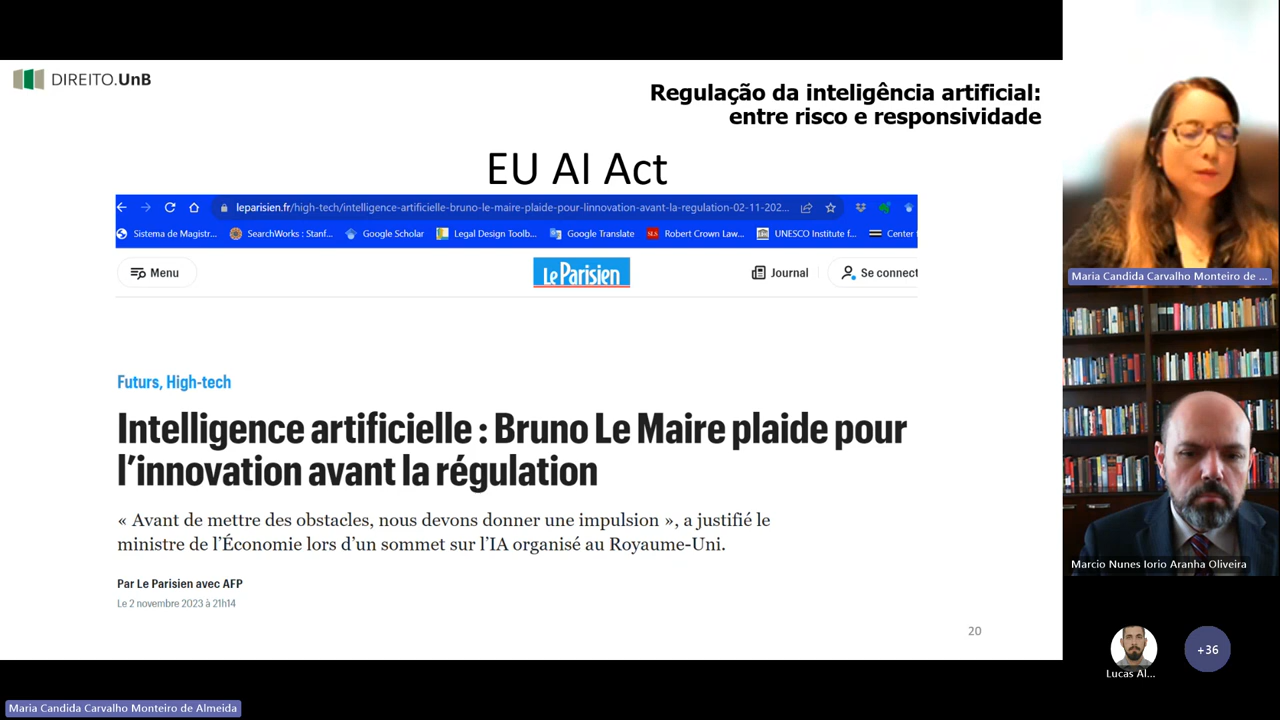 DIREITO.UnB
Regulação da inteligência artificial:
entre risco e responsividade
EU AI Act
leparisien.fr/high-tech/intelligence-artificielle-bruno-le-maire-plaide-pour-linnovation-avant-la-regulation-02-11-202...
Sistema de Magistr... SearchWorks : Stanf... Google Scholar Legal Design Toolb... Google Translate SLS Robert Crown Law... UNESCO Institute f... Center
Menu
Le Parisien
Journal
Se connect
Futurs, High-tech
Intelligence artificielle : Bruno Le Maire plaide pour
l’innovation avant la régulation
« Avant de mettre des obstacles, nous devons donner une impulsion », a justifié le
ministre de l’Économie lors d’un sommet sur l’IA organisé au Royaume-Uni.
Par Le Parisien avec AFP
Le 2 novembre 2023 à 21h14
20
Maria Candida Carvalho Monteiro de ...
Marcio Nunes Iorio Aranha Oliveira
Lucas Al...
+36
Maria Candida Carvalho Monteiro de Almeida